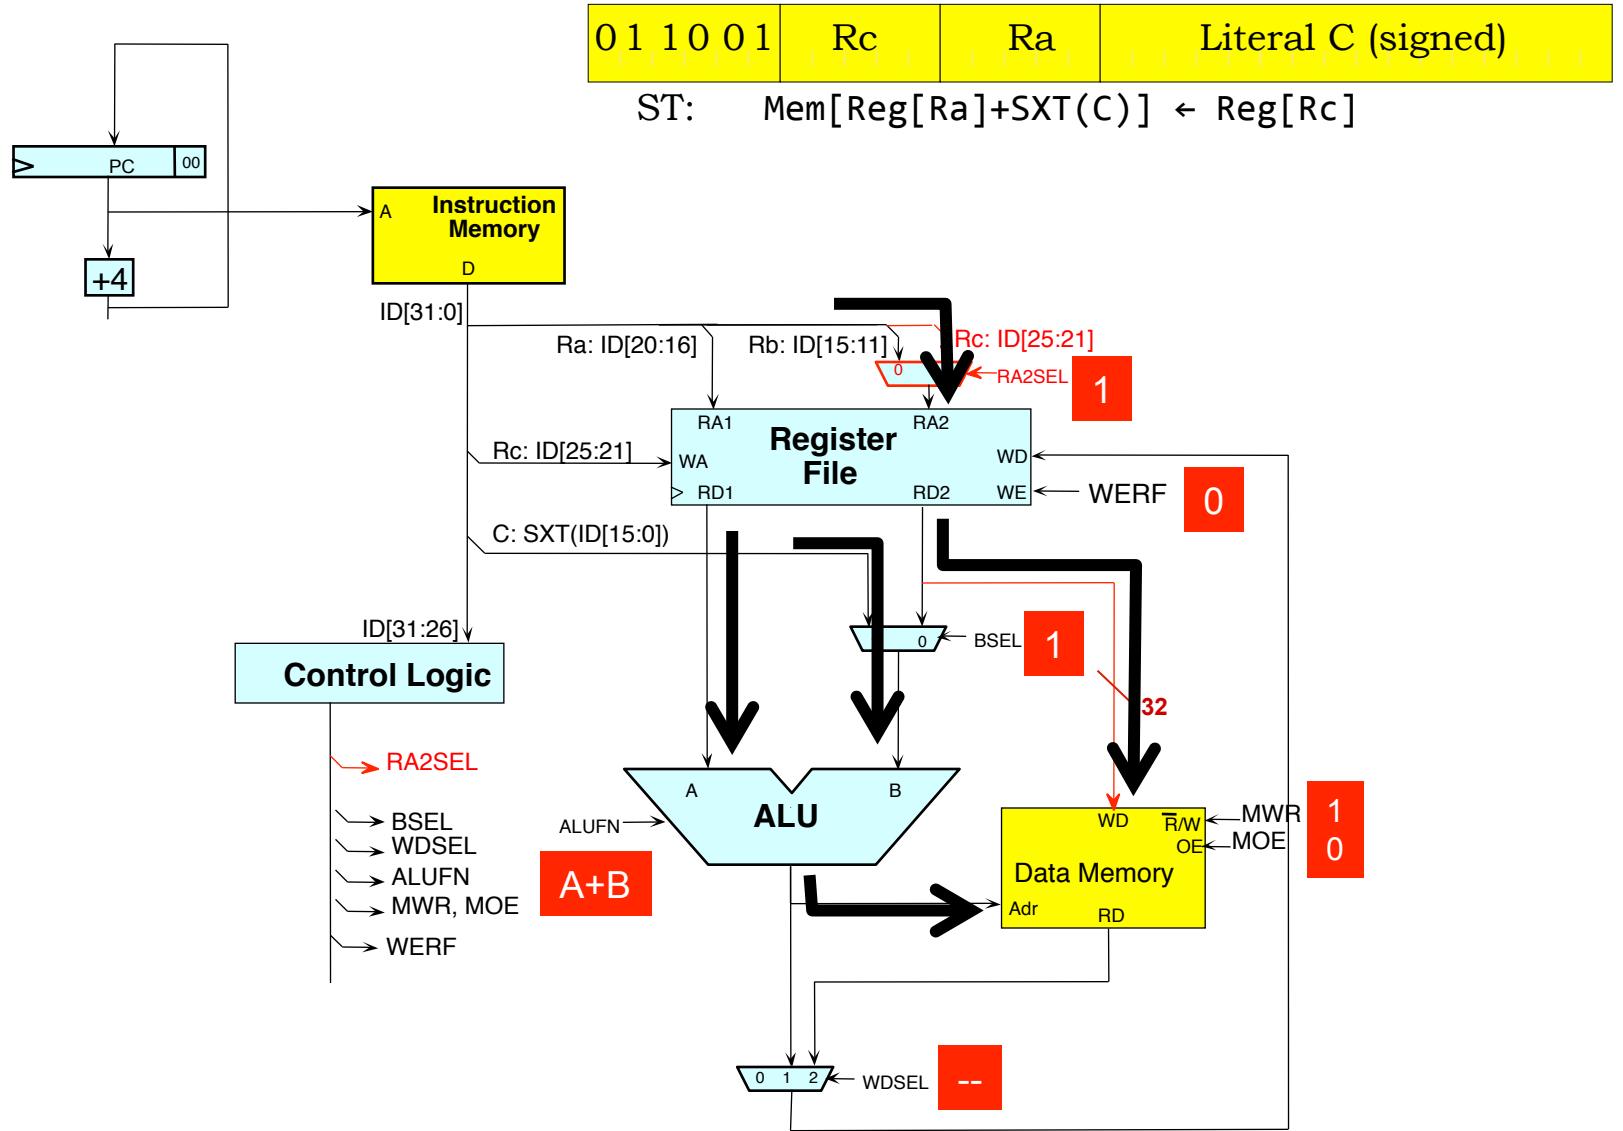 0 1 1 0 0 1 Rc Ra Literal C (signed)
ST: Mem[Reg[Ra]+SXT(C)] ← Reg[Rc]
PC 00
+4
A Instruction
Memory
D
ID[31:0]
Ra: ID[20:16] Rb: ID[15:11] Rc: ID[25:21]
0 RA2SEL 1
RA1 RA2
Register
File
Rc: ID[25:21] WA WD
RD1 RD2 WE WERF 0
C: SXT(ID[15:0])
ID[31:26]
0 BSEL 1
Control Logic
32
RA2SEL
BSEL
WDSEL
ALUFN
MWR, MOE
WERF
A B
ALU
ALUFN
A+B
WD R/W MWR 1
OE MOE 0
Data Memory
Adr RD
0 1 2 WDSEL --